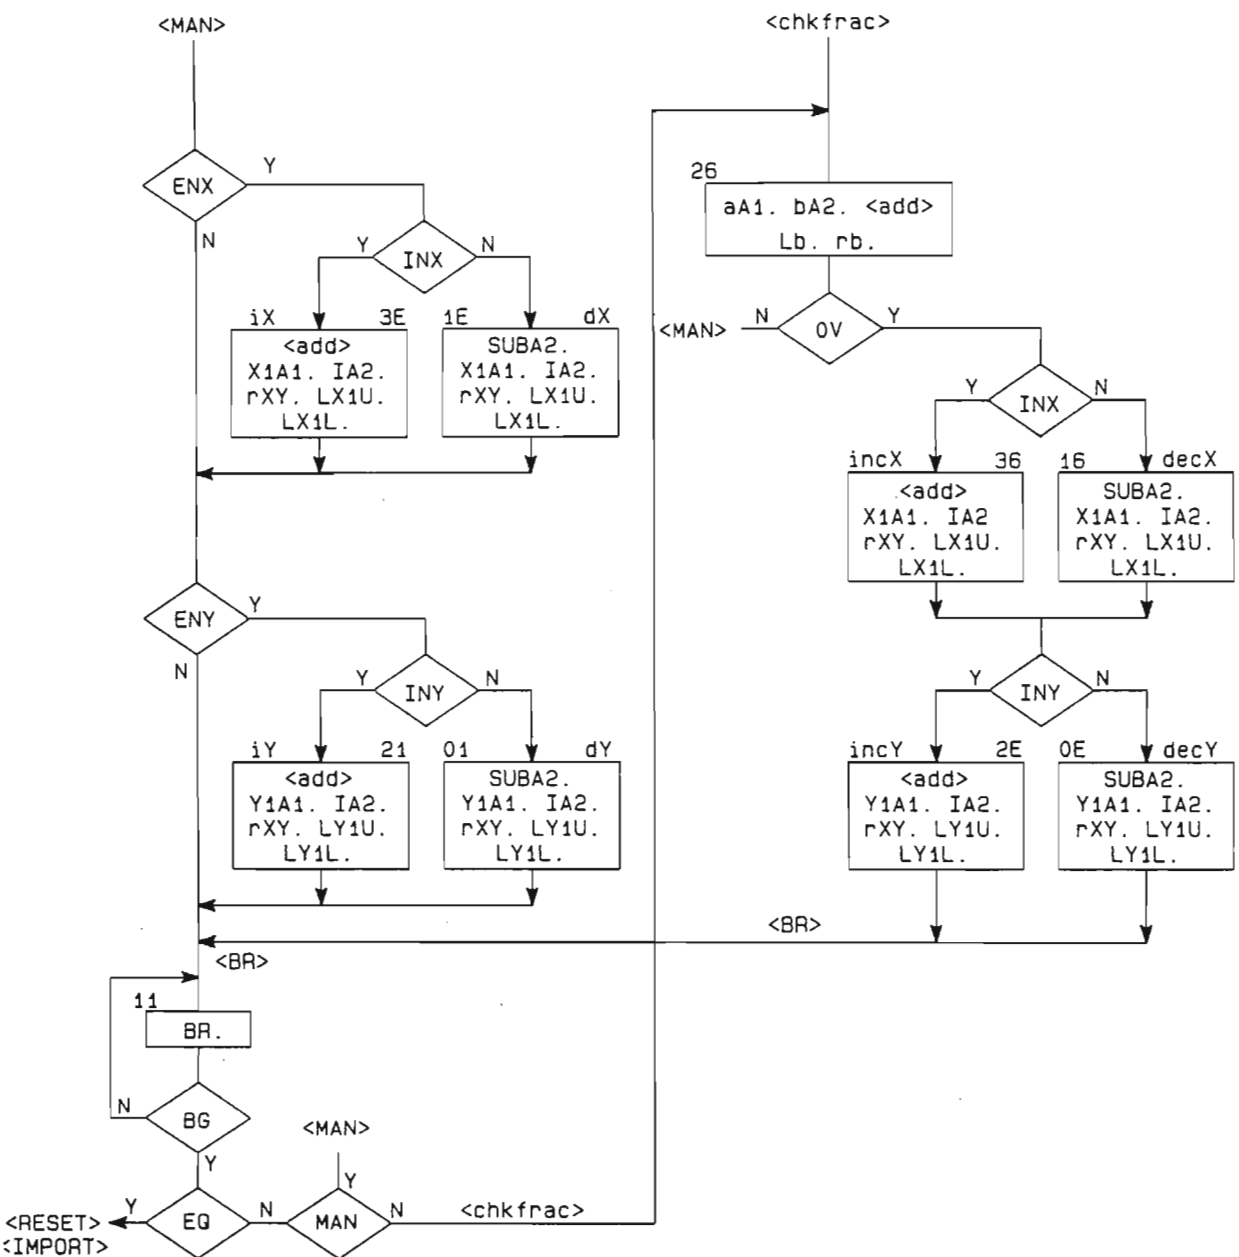 <MAN>
<chkfrac>
ENX
Y
N
INX
Y
N
iX 3E
<add>
X1A1. IA2.
rXY. LX1U.
LX1L.
1E dX
SUBA2.
X1A1. IA2.
rXY. LX1U.
LX1L.
ENY
Y
N
INY
Y
N
iY 21
<add>
Y1A1. IA2.
rXY. LY1U.
LY1L.
01 dY
SUBA2.
Y1A1. IA2.
rXY. LY1U.
LY1L.
<BR>
11
BR.
BG
N
Y
EQ
Y
<RESET>
<IMPORT>
N
<MAN>
Y
MAN
N
<chkfrac>
26
aA1. bA2. <add>
Lb. rb.
<MAN>
N
OV
Y
INX
Y
N
incX 36
<add>
X1A1. IA2
rXY. LX1U.
LX1L.
16 decX
SUBA2.
X1A1. IA2.
rXY. LX1U.
LX1L.
INY
Y
N
incY 2E
<add>
Y1A1. IA2.
rXY. LY1U.
LY1L.
0E decY
SUBA2.
Y1A1. IA2.
rXY. LY1U.
LY1L.
<BR>